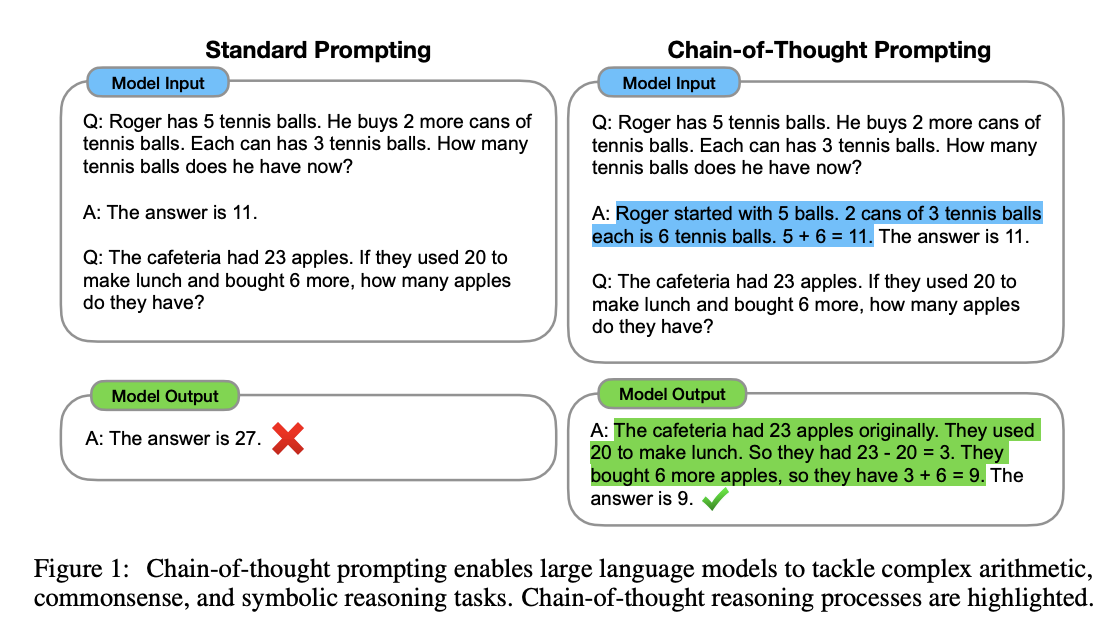 Standard Prompting
Model Input
Q: Roger has 5 tennis balls. He buys 2 more cans of
tennis balls. Each can has 3 tennis balls. How many
tennis balls does he have now?
A: The answer is 11.
Q: The cafeteria had 23 apples. If they used 20 to
make lunch and bought 6 more, how many apples
do they have?
Model Output
A: The answer is 27.
Chain-of-Thought Prompting
Model Input
Q: Roger has 5 tennis balls. He buys 2 more cans of
tennis balls. Each can has 3 tennis balls. How many
tennis balls does he have now?
A: Roger started with 5 balls. 2 cans of 3 tennis balls
each is 6 tennis balls. 5 + 6 = 11. The answer is 11.
Q: The cafeteria had 23 apples. If they used 20 to
make lunch and bought 6 more, how many apples
do they have?
Model Output
A: The cafeteria had 23 apples originally. They used
20 to make lunch. So they had 23 - 20 = 3. They
bought 6 more apples, so they have 3 + 6 = 9. The
answer is 9.
Figure 1: Chain-of-thought prompting enables large language models to tackle complex arithmetic,
commonsense, and symbolic reasoning tasks. Chain-of-thought reasoning processes are highlighted.